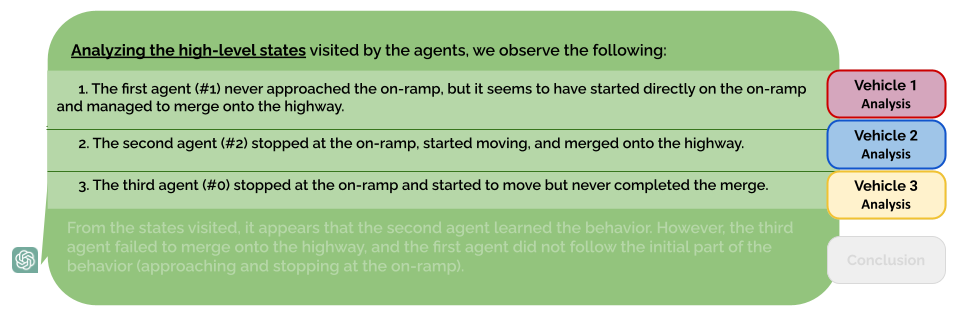 Analyzing the high-level states visited by the agents, we observe the following:
1. The first agent (#1) never approached the on-ramp, but it seems to have started directly on the on-ramp
and managed to merge onto the highway.
Vehicle 1
Analysis
2. The second agent (#2) stopped at the on-ramp, started moving, and merged onto the highway.
Vehicle 2
Analysis
3. The third agent (#0) stopped at the on-ramp and started to move but never completed the merge.
Vehicle 3
Analysis
From the states visited, it appears that the second agent learned the behavior. However, the third
agent failed to merge onto the highway, and the first agent did not follow the initial part of the
behavior (approaching and stopping at the on-ramp).
Conclusion